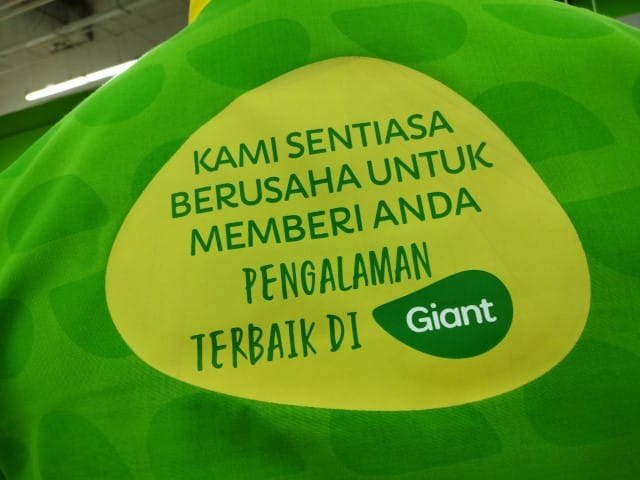 KAMI SENTIASA
BERUSAHA UNTUK
MEMBERI ANDA
PENGALAMAN
TERBAIK DI Giant